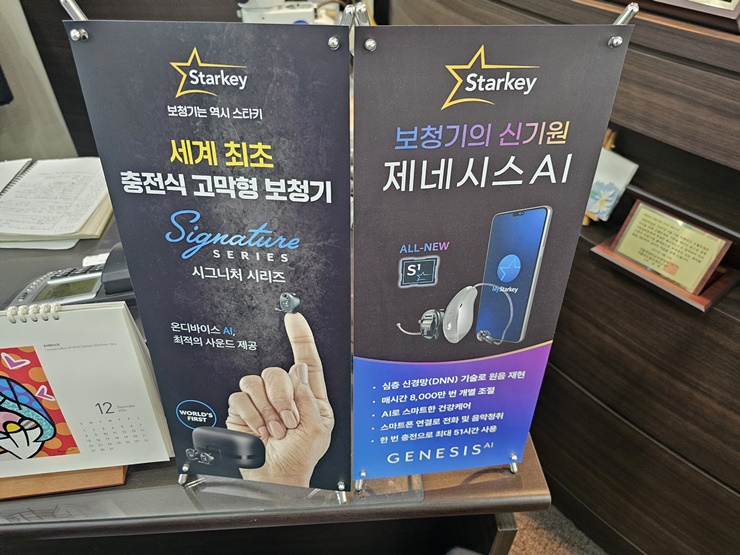 Starkey
보청기는 역시 스타키
세계 최초
충전식 고막형 보청기
Signature
SERIES
시그니처 시리즈
온디바이스 AI,
최적의 사운드 제공
WORLD'S
FIRST
Starkey
보청기의 신기원
제네시스 AI
ALL-NEW
S
MyStarkey
• 심층 신경망(DNN) 기술로 원음 재현
• 매시간 8,000만 번 개별 조절
• AI로 스마트한 건강케어
• 스마트폰 연결로 전화 및 음악청취
• 한 번 충전으로 최대 51시간 사용
GENESIS AI
12